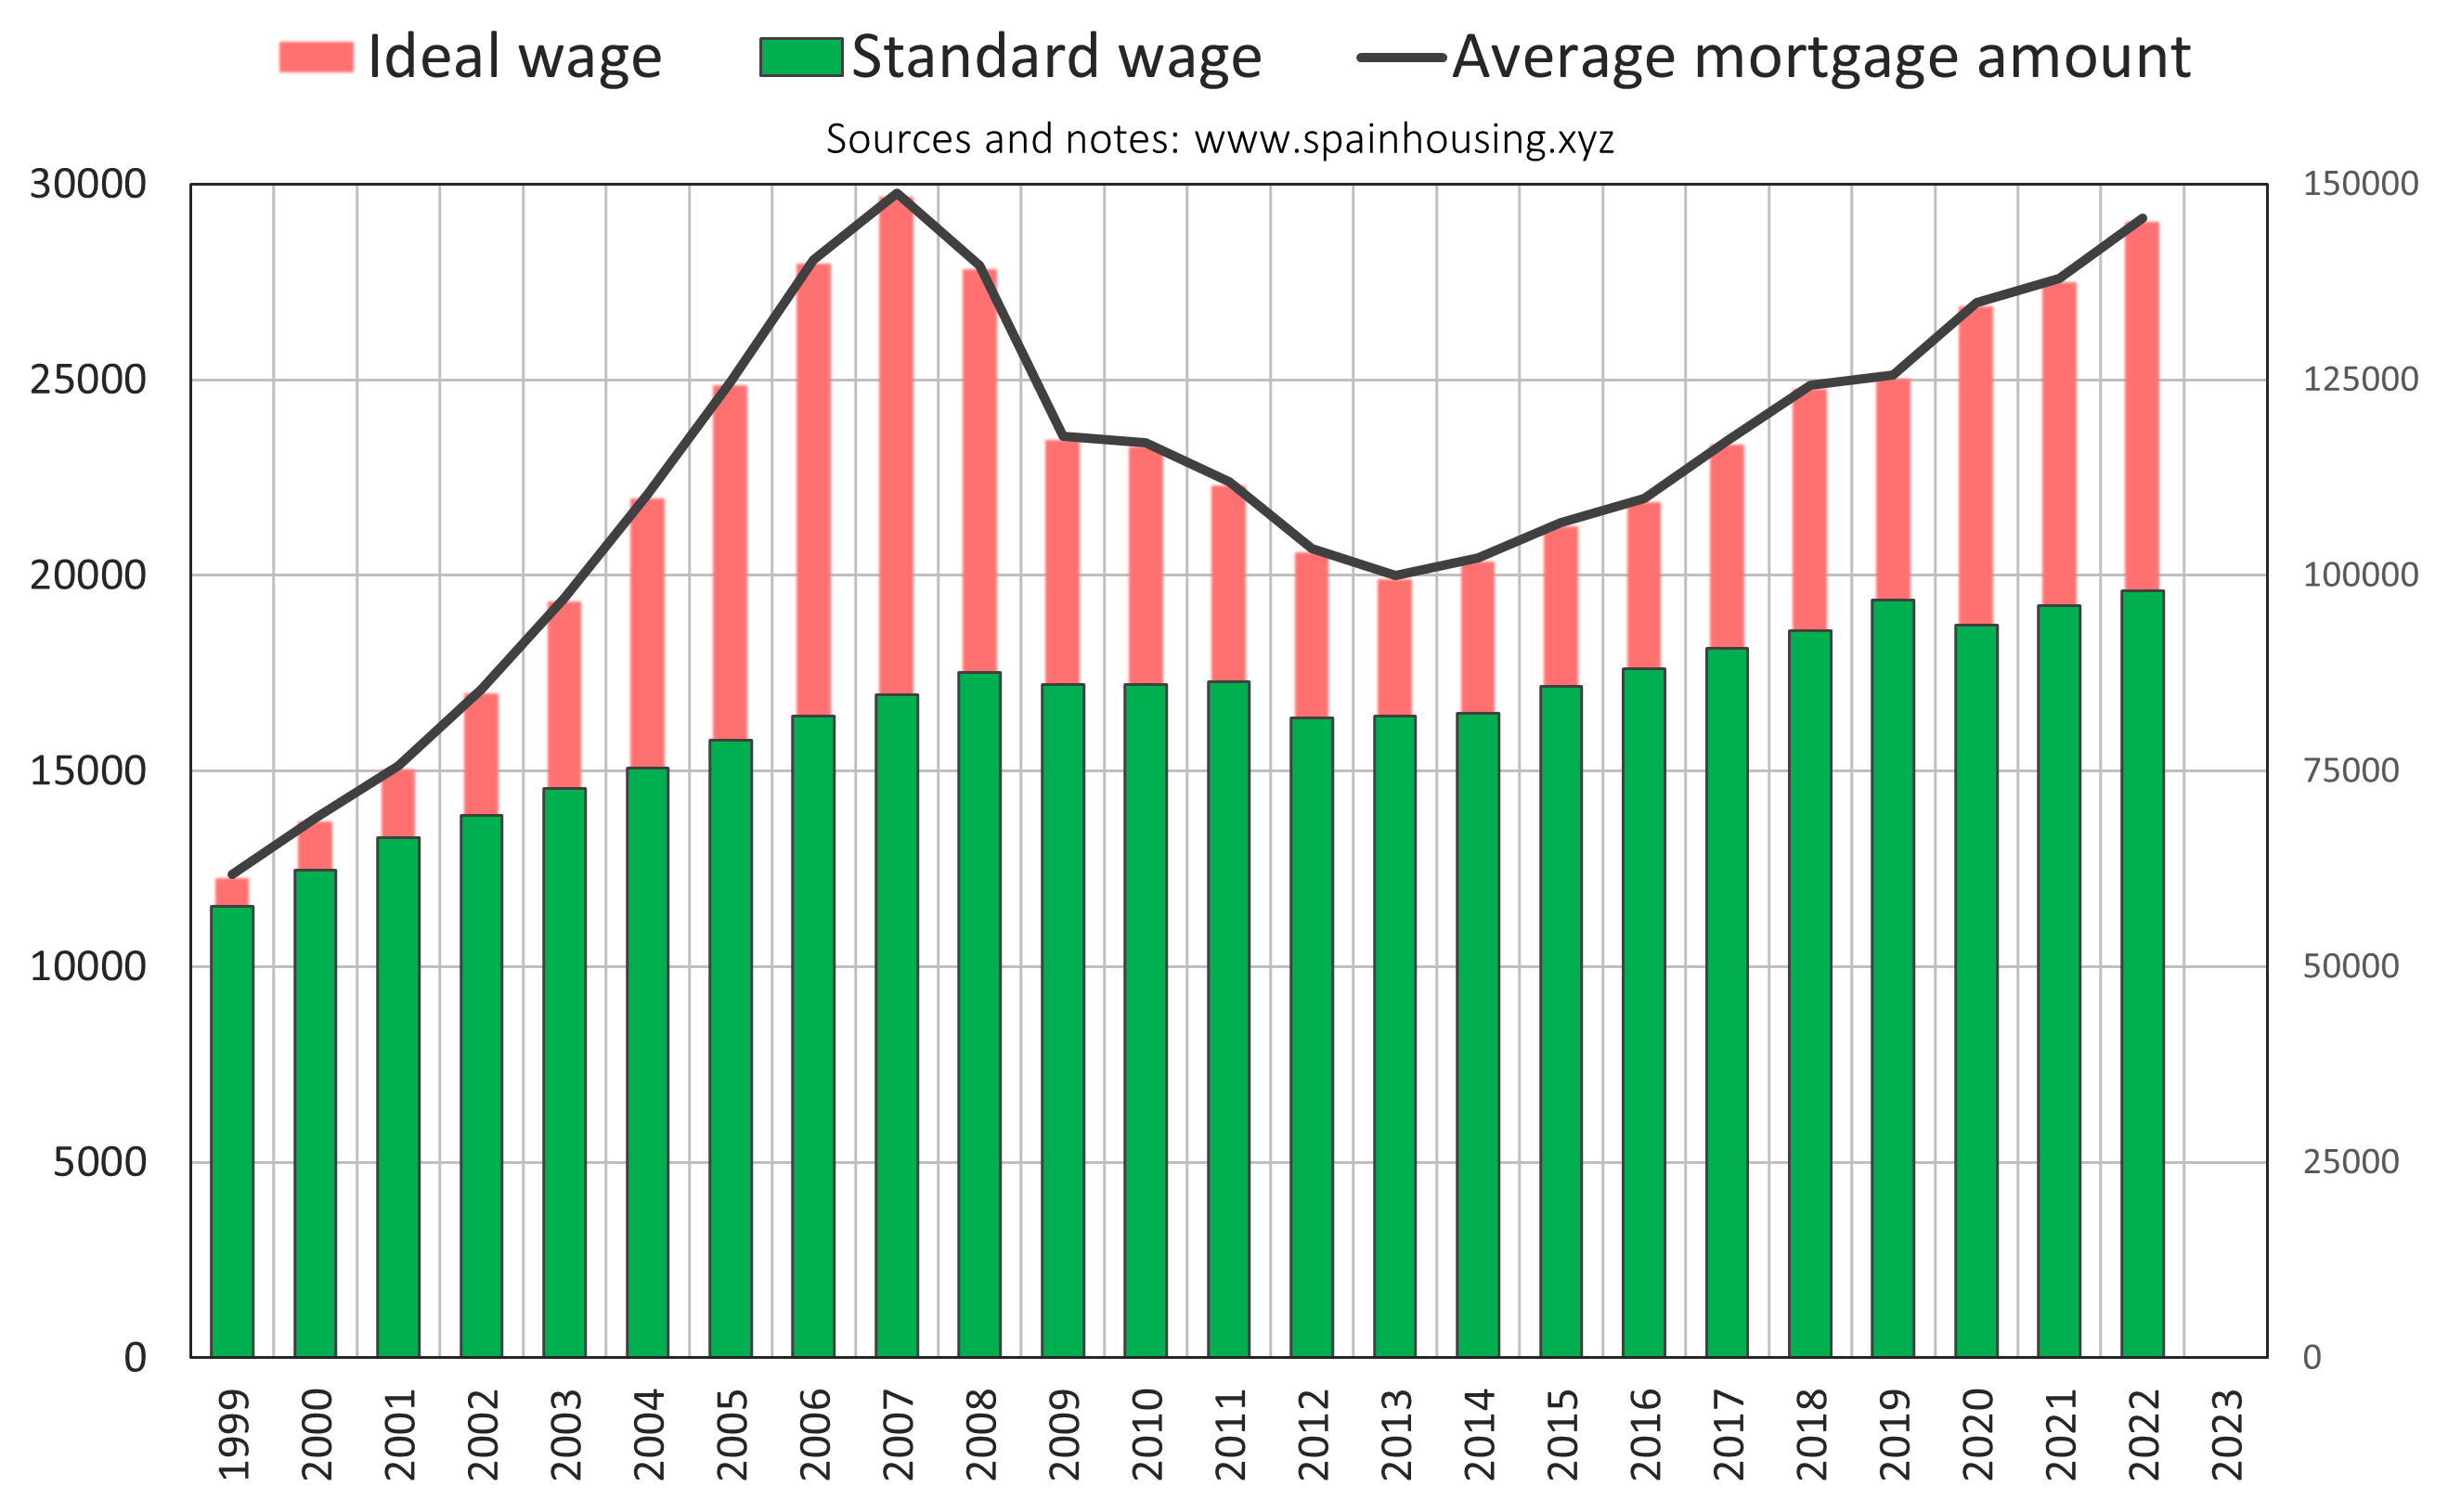 Ideal wage Standard wage Average mortgage amount
Sources and notes: www.spainhousing.xyz
30000 150000
25000 125000
20000 100000
15000 75000
10000 50000
5000 25000
0 0
1999 2000 2001 2002 2003 2004 2005 2006 2007 2008 2009 2010 2011 2012 2013 2014 2015 2016 2017 2018 2019 2020 2021 2022 2023